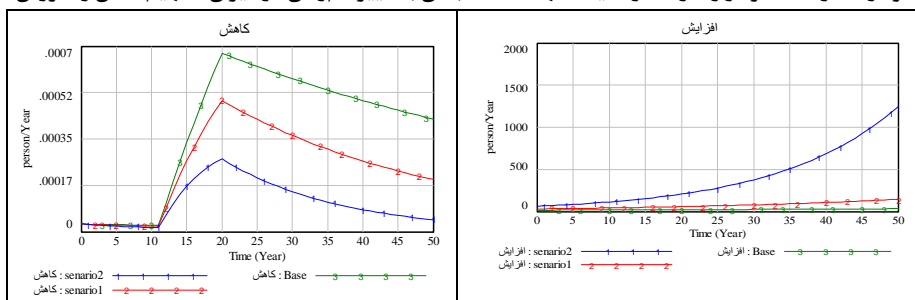 کاهش
.0007
.00052
.00035
.00017
0
person/Year
0 5 10 15 20 25 30 35 40 45 50
Time (Year)
کاهش : senario2
کاهش : senario1
کاهش : Base
افزایش
2000
1500
1000
500
0
person/Year
0 5 10 15 20 25 30 35 40 45 50
Time (Year)
افزایش : senario2
افزایش : senario1
افزایش : Base